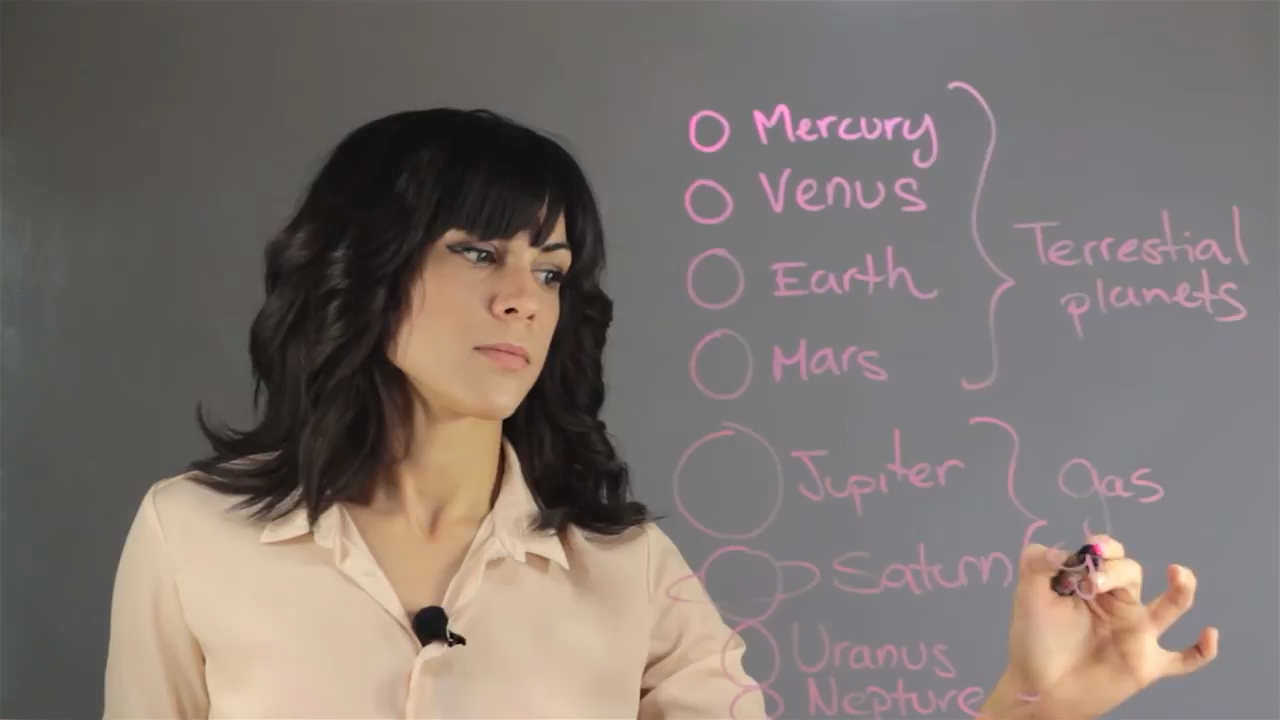 Mercury
Venus
Earth
Terrestial
planets
Mars
Jupiter
Gas
Saturn
Uranus
Nepture